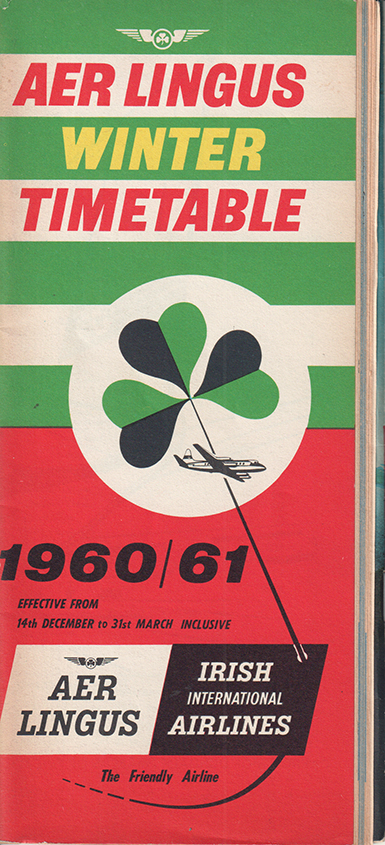 AER LINGUS
WINTER
TIMETABLE
1960/61
EFFECTIVE FROM
14th DECEMBER to 31st MARCH INCLUSIVE
AER
LINGUS
IRISH
INTERNATIONAL
AIRLINES
The Friendly Airline